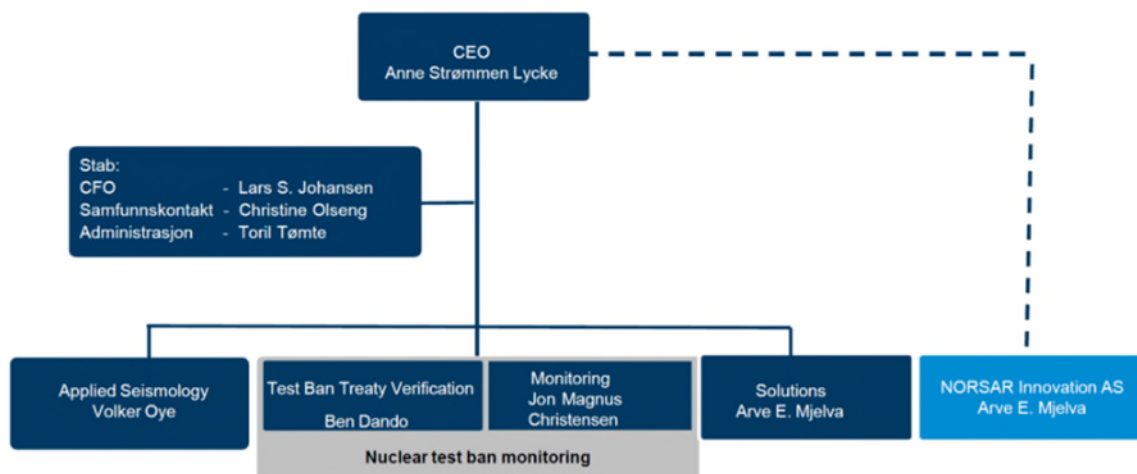 CEO
Anne Strømmen Lycke
Stab:
CFO - Lars S. Johansen
Samfunnskontakt - Christine Olseng
Administrasjon - Toril Tømte
Applied Seismology
Volker Oye
Test Ban Treaty Verification
Ben Dando
Monitoring
Jon Magnus
Christensen
Solutions
Arve E. Mjelva
NORSAR Innovation AS
Arve E. Mjelva
Nuclear test ban monitoring